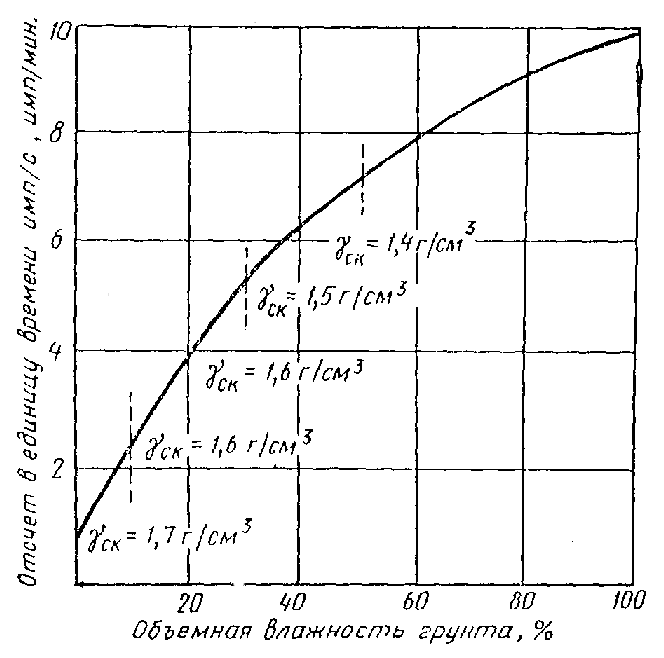 Отсчет в единицу времени имп/с, имп/мин.
10
8
6
4
2
γск = 1,4 г/см³
γск = 1,5 г/см³
γск = 1,6 г/см³
γск = 1,6 г/см³
γск = 1,7 г/см³
20 40 60 80 100
Объемная влажность грунта, %